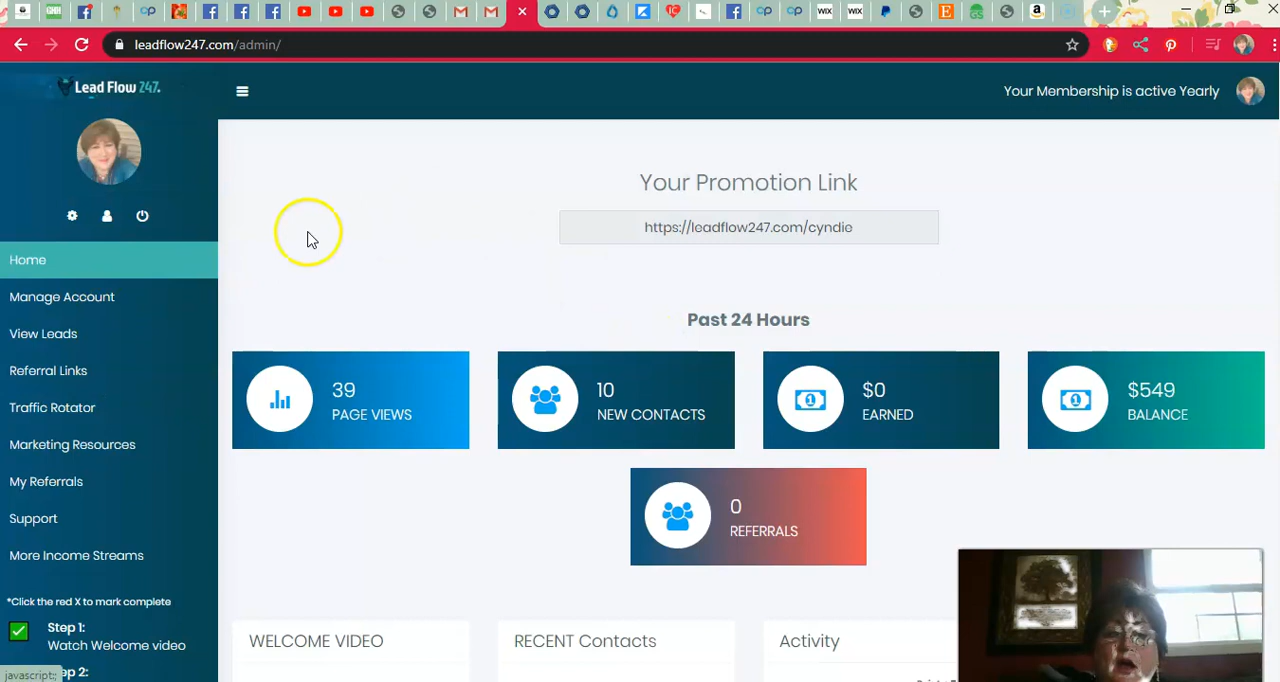 leadflow247.com/admin/
Lead Flow 247.
Your Membership is active Yearly
Your Promotion Link
https://leadflow247.com/cyndie
Home
Manage Account
View Leads
Referral Links
Traffic Rotator
Marketing Resources
My Referrals
Support
More Income Streams
*Click the red X to mark complete
Step 1:
Watch Welcome video
Past 24 Hours
39
PAGE VIEWS
10
NEW CONTACTS
$0
EARNED
$549
BALANCE
0
REFERRALS
WELCOME VIDEO
RECENT Contacts
Activity
javascript:;